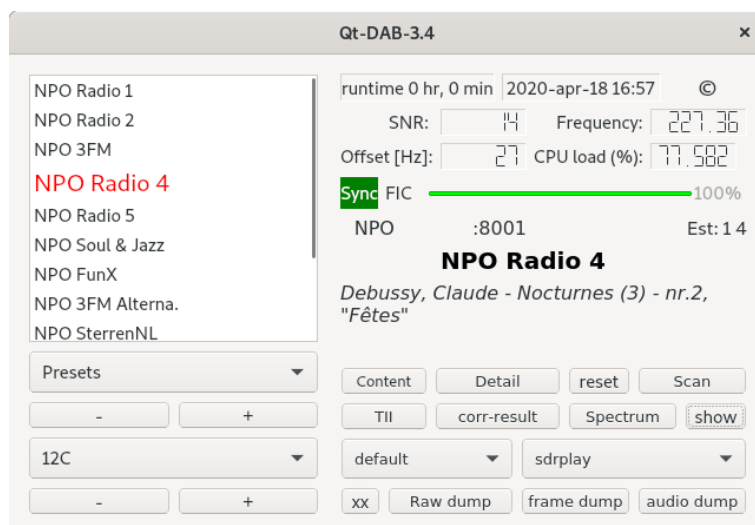 Qt-DAB-3.4 ×
NPO Radio 1
NPO Radio 2
NPO 3FM
NPO Radio 4
NPO Radio 5
NPO Soul & Jazz
NPO FunX
NPO 3FM Alterna.
NPO SterrenNL
Presets
- +
12C
- +
runtime 0 hr, 0 min 2020-apr-18 16:57 ©
SNR: 14 Frequency: 227.36
Offset [Hz]: 27 CPU load (%): 77.582
Sync FIC 100%
NPO :8001 Est: 1 4
NPO Radio 4
Debussy, Claude - Nocturnes (3) - nr.2,
"Fêtes"
Content Detail reset Scan
TII corr-result Spectrum show
default sdrplay
xx Raw dump frame dump audio dump